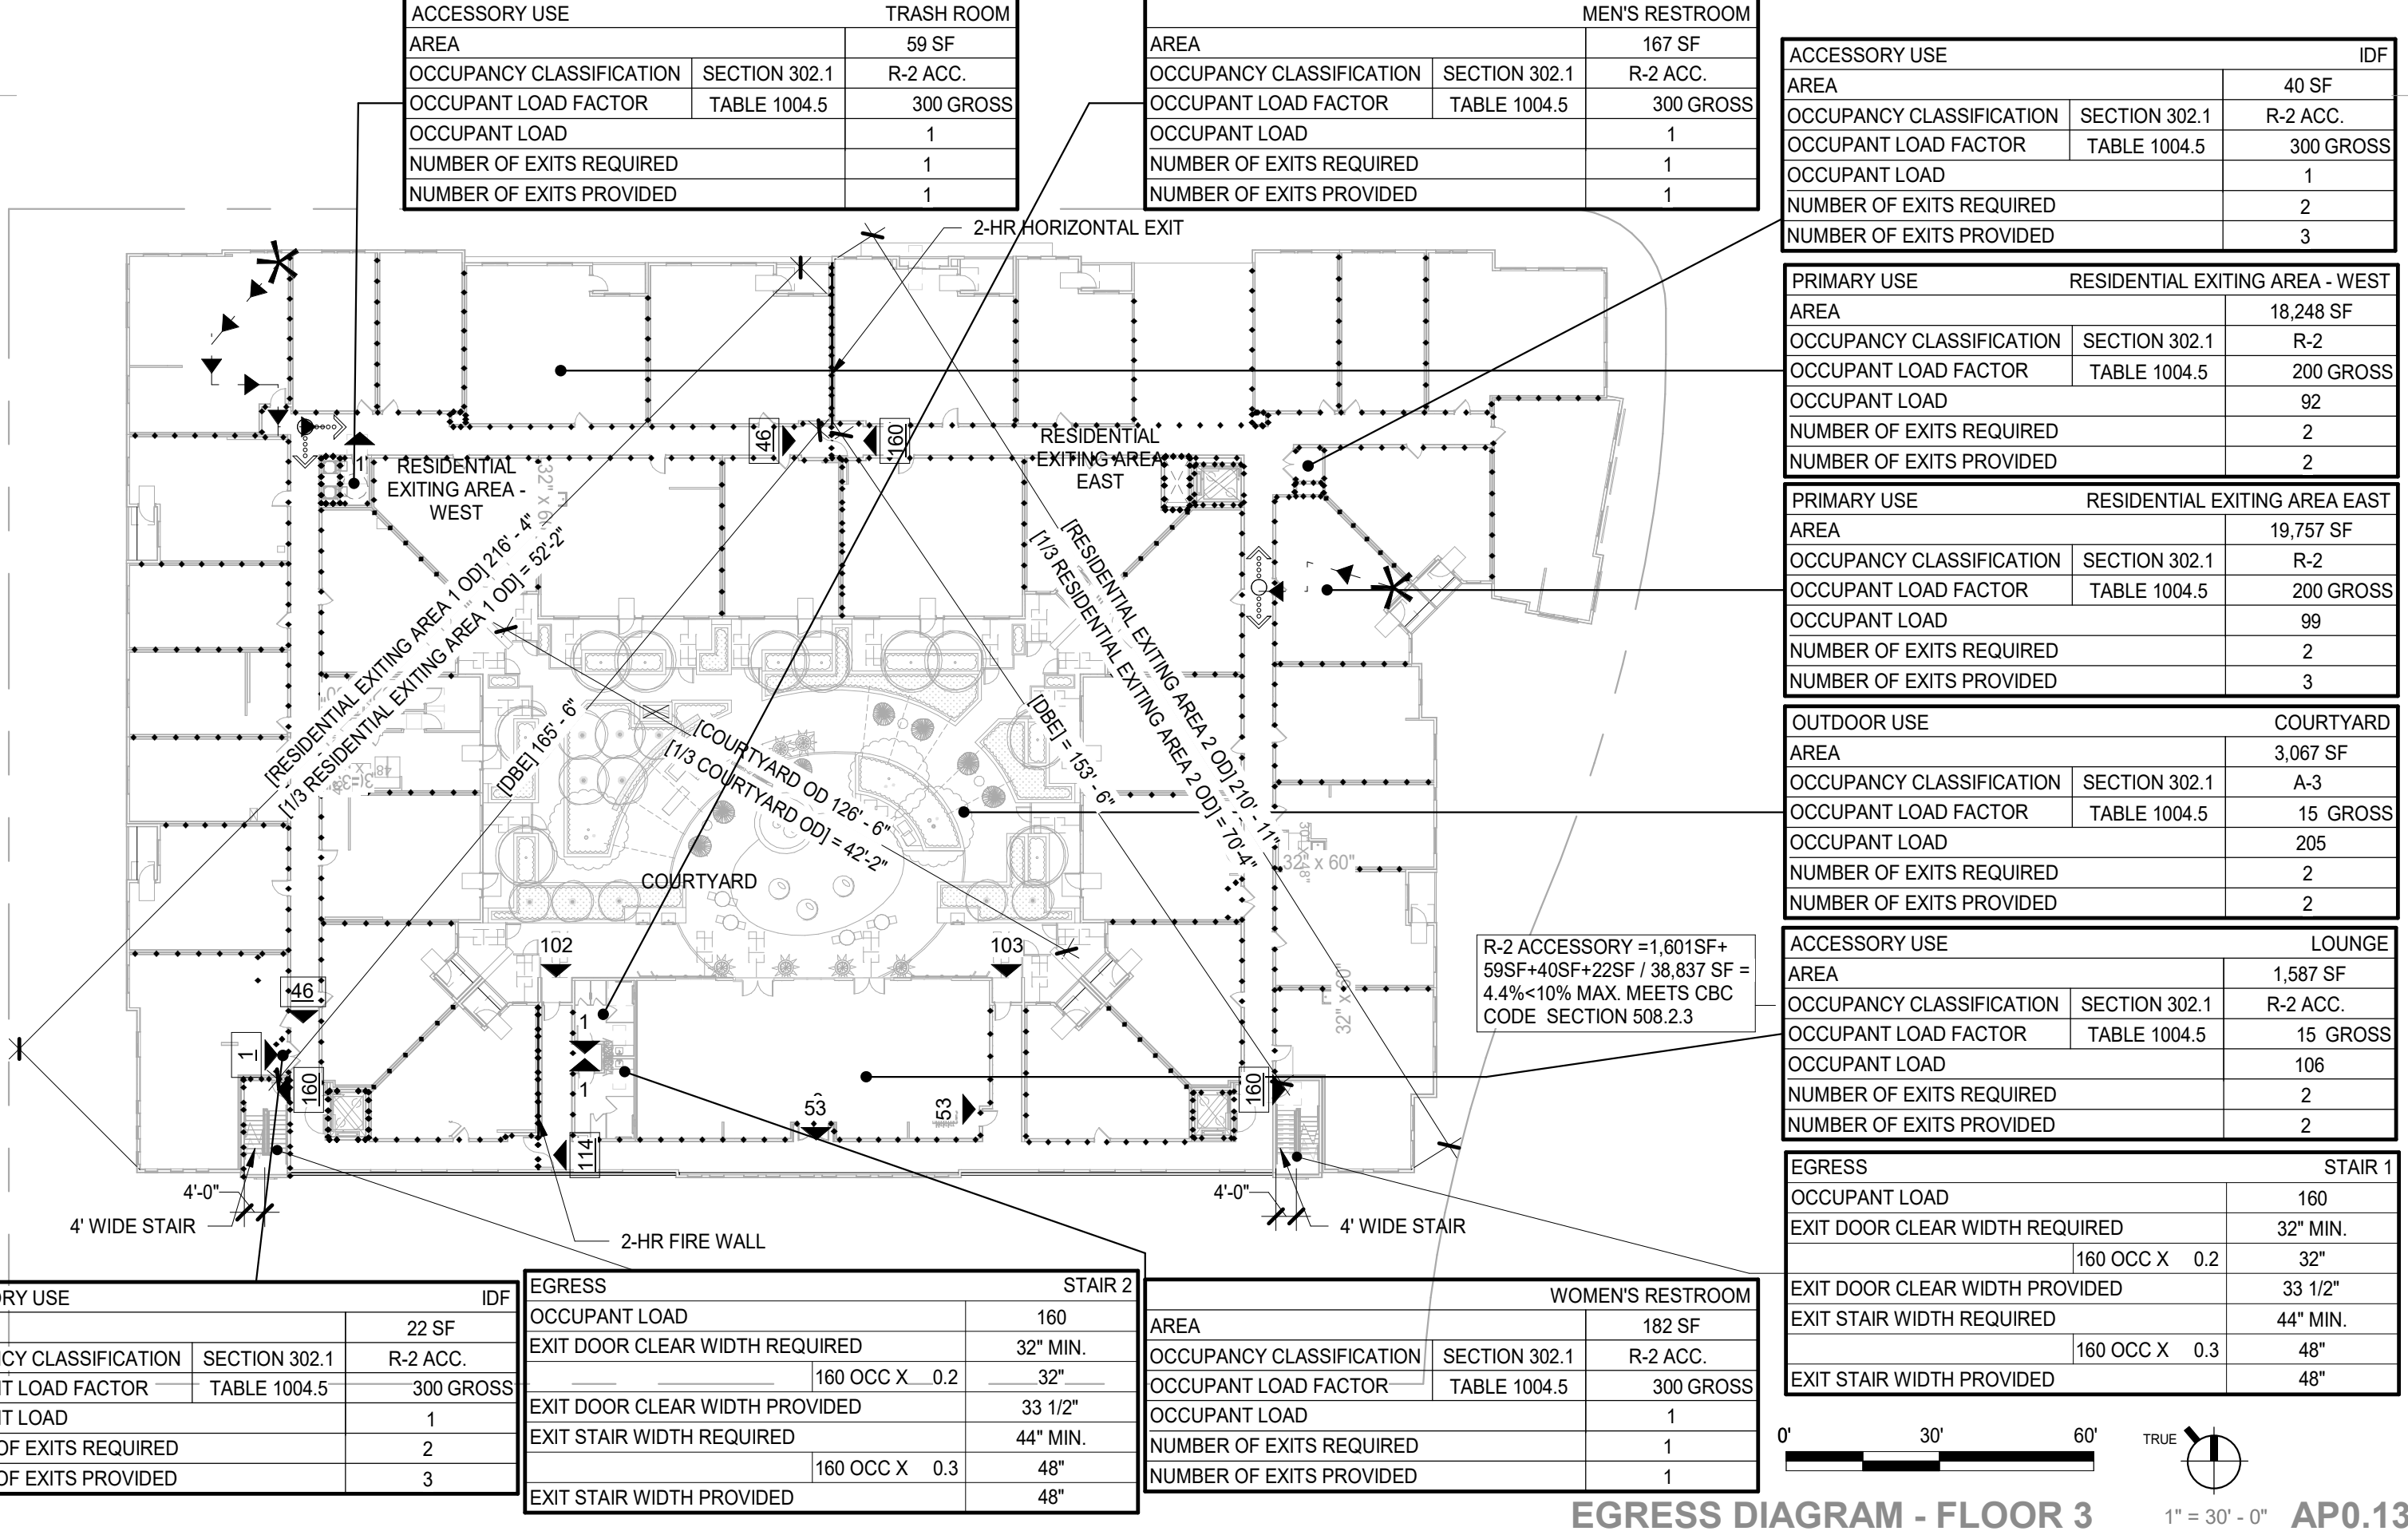 ACCESSORY USE TRASH ROOM
AREA 59 SF
OCCUPANCY CLASSIFICATION SECTION 302.1 R-2 ACC.
OCCUPANT LOAD FACTOR TABLE 1004.5 300 GROSS
OCCUPANT LOAD 1
NUMBER OF EXITS REQUIRED 1
NUMBER OF EXITS PROVIDED 1
MEN'S RESTROOM
AREA 167 SF
OCCUPANCY CLASSIFICATION SECTION 302.1 R-2 ACC.
OCCUPANT LOAD FACTOR TABLE 1004.5 300 GROSS
OCCUPANT LOAD 1
NUMBER OF EXITS REQUIRED 1
NUMBER OF EXITS PROVIDED 1
ACCESSORY USE IDF
AREA 40 SF
OCCUPANCY CLASSIFICATION SECTION 302.1 R-2 ACC.
OCCUPANT LOAD FACTOR TABLE 1004.5 300 GROSS
OCCUPANT LOAD 1
NUMBER OF EXITS REQUIRED 2
NUMBER OF EXITS PROVIDED 3
PRIMARY USE RESIDENTIAL EXITING AREA - WEST
AREA 18,248 SF
OCCUPANCY CLASSIFICATION SECTION 302.1 R-2
OCCUPANT LOAD FACTOR TABLE 1004.5 200 GROSS
OCCUPANT LOAD 92
NUMBER OF EXITS REQUIRED 2
NUMBER OF EXITS PROVIDED 2
PRIMARY USE RESIDENTIAL EXITING AREA EAST
AREA 19,757 SF
OCCUPANCY CLASSIFICATION SECTION 302.1 R-2
OCCUPANT LOAD FACTOR TABLE 1004.5 200 GROSS
OCCUPANT LOAD 99
NUMBER OF EXITS REQUIRED 2
NUMBER OF EXITS PROVIDED 3
OUTDOOR USE COURTYARD
AREA 3,067 SF
OCCUPANCY CLASSIFICATION SECTION 302.1 A-3
OCCUPANT LOAD FACTOR TABLE 1004.5 15 GROSS
OCCUPANT LOAD 205
NUMBER OF EXITS REQUIRED 2
NUMBER OF EXITS PROVIDED 2
ACCESSORY USE LOUNGE
AREA 1,587 SF
OCCUPANCY CLASSIFICATION SECTION 302.1 R-2 ACC.
OCCUPANT LOAD FACTOR TABLE 1004.5 15 GROSS
OCCUPANT LOAD 106
NUMBER OF EXITS REQUIRED 2
NUMBER OF EXITS PROVIDED 2
EGRESS STAIR 1
OCCUPANT LOAD 160
EXIT DOOR CLEAR WIDTH REQUIRED 32" MIN.
160 OCC X 0.2 32"
EXIT DOOR CLEAR WIDTH PROVIDED 33 1/2"
EXIT STAIR WIDTH REQUIRED 44" MIN.
160 OCC X 0.3 48"
EXIT STAIR WIDTH PROVIDED 48"
2-HR HORIZONTAL EXIT
46
160
1'
RESIDENTIAL
EXITING AREA -
WEST
RESIDENTIAL
EXITING AREA
EAST
32" x 6
[RESIDENTIAL EXITING AREA 1 OD] 216' - 4"
[1/3 RESIDENTIAL EXITING AREA 1 OD] = 52'-2"
[DBE] 165' - 6"
[COURTYARD OD 126' - 6"
[1/3 COURTYARD OD] = 42'-2"
[RESIDENTIAL EXITING AREA 2 OD] 210' - 11"
[1/3 RESIDENTIAL EXITING AREA 2 OD] = 70'-4"
[DBE] = 153' - 6"
32" x 60"
COURTYARD
32" x 60"
R-2 ACCESSORY =1,601SF+
59SF+40SF+22SF / 38,837 SF =
4.4%<10% MAX. MEETS CBC
CODE SECTION 508.2.3
102
103
46
1
160
1
1
53
53
160
114
4'-0"
4' WIDE STAIR
2-HR FIRE WALL
4'-0"
4' WIDE STAIR
RY USE IDF
22 SF
CY CLASSIFICATION SECTION 302.1 R-2 ACC.
T LOAD FACTOR TABLE 1004.5 300 GROSS
T LOAD 1
OF EXITS REQUIRED 2
OF EXITS PROVIDED 3
EGRESS STAIR 2
OCCUPANT LOAD 160
EXIT DOOR CLEAR WIDTH REQUIRED 32" MIN.
160 OCC X 0.2 32"
EXIT DOOR CLEAR WIDTH PROVIDED 33 1/2"
EXIT STAIR WIDTH REQUIRED 44" MIN.
160 OCC X 0.3 48"
EXIT STAIR WIDTH PROVIDED 48"
WOMEN'S RESTROOM
AREA 182 SF
OCCUPANCY CLASSIFICATION SECTION 302.1 R-2 ACC.
OCCUPANT LOAD FACTOR TABLE 1004.5 300 GROSS
OCCUPANT LOAD 1
NUMBER OF EXITS REQUIRED 1
NUMBER OF EXITS PROVIDED 1
0' 30' 60'
TRUE
EGRESS DIAGRAM - FLOOR 3 1" = 30' - 0" AP0.13